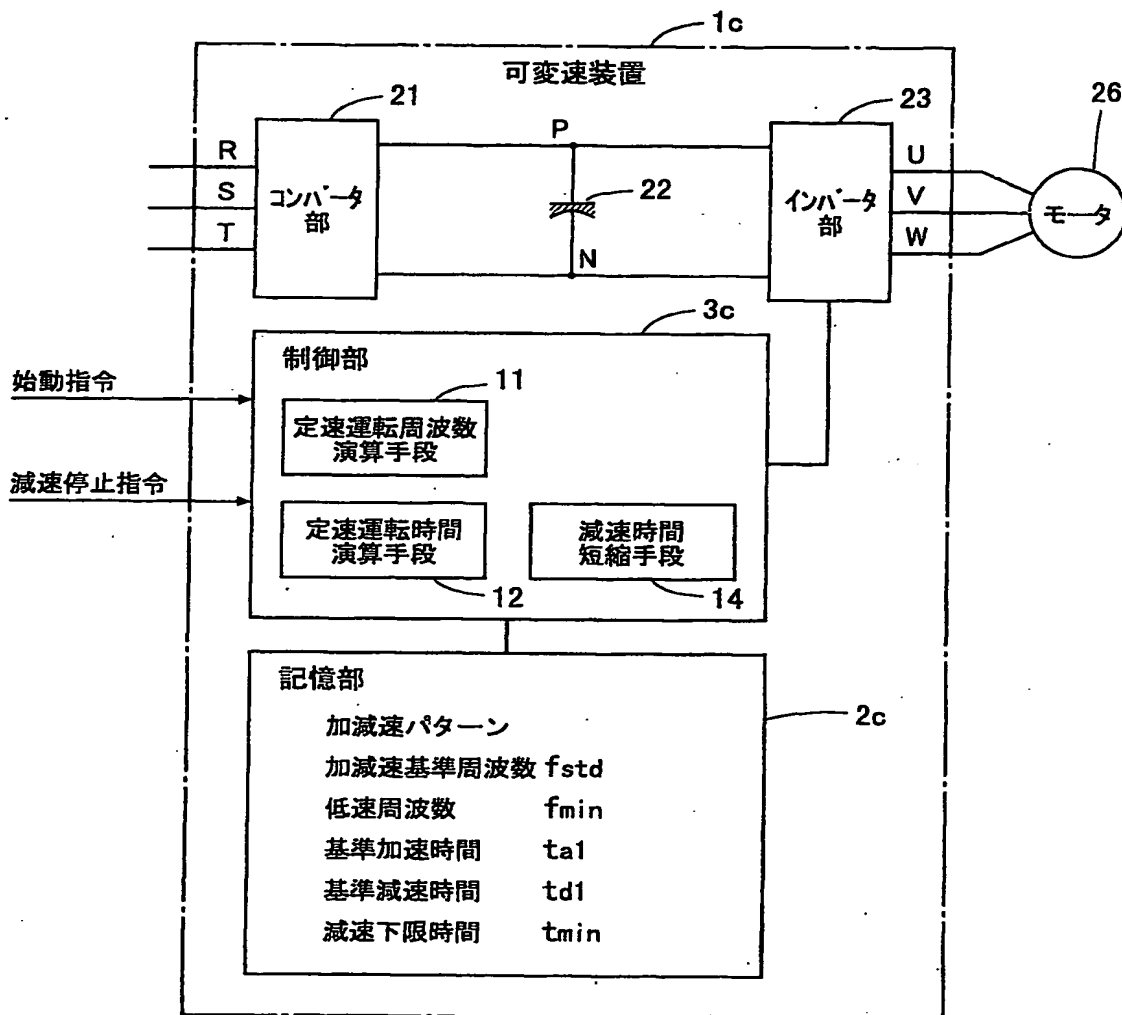 1c
可変速装置
21
23
26
P
R
S
T
コンバータ
部
22
インバータ
部
U
V
W
モータ
N
3c
制御部
始動指令
11
定速運転周波数
演算手段
減速停止指令
定速運転時間
演算手段
減速時間
短縮手段
12
14
記憶部
2c
加減速パターン
加減速基準周波数 fstd
低速周波数 fmin
基準加速時間 ta1
基準減速時間 td1
減速下限時間 tmin